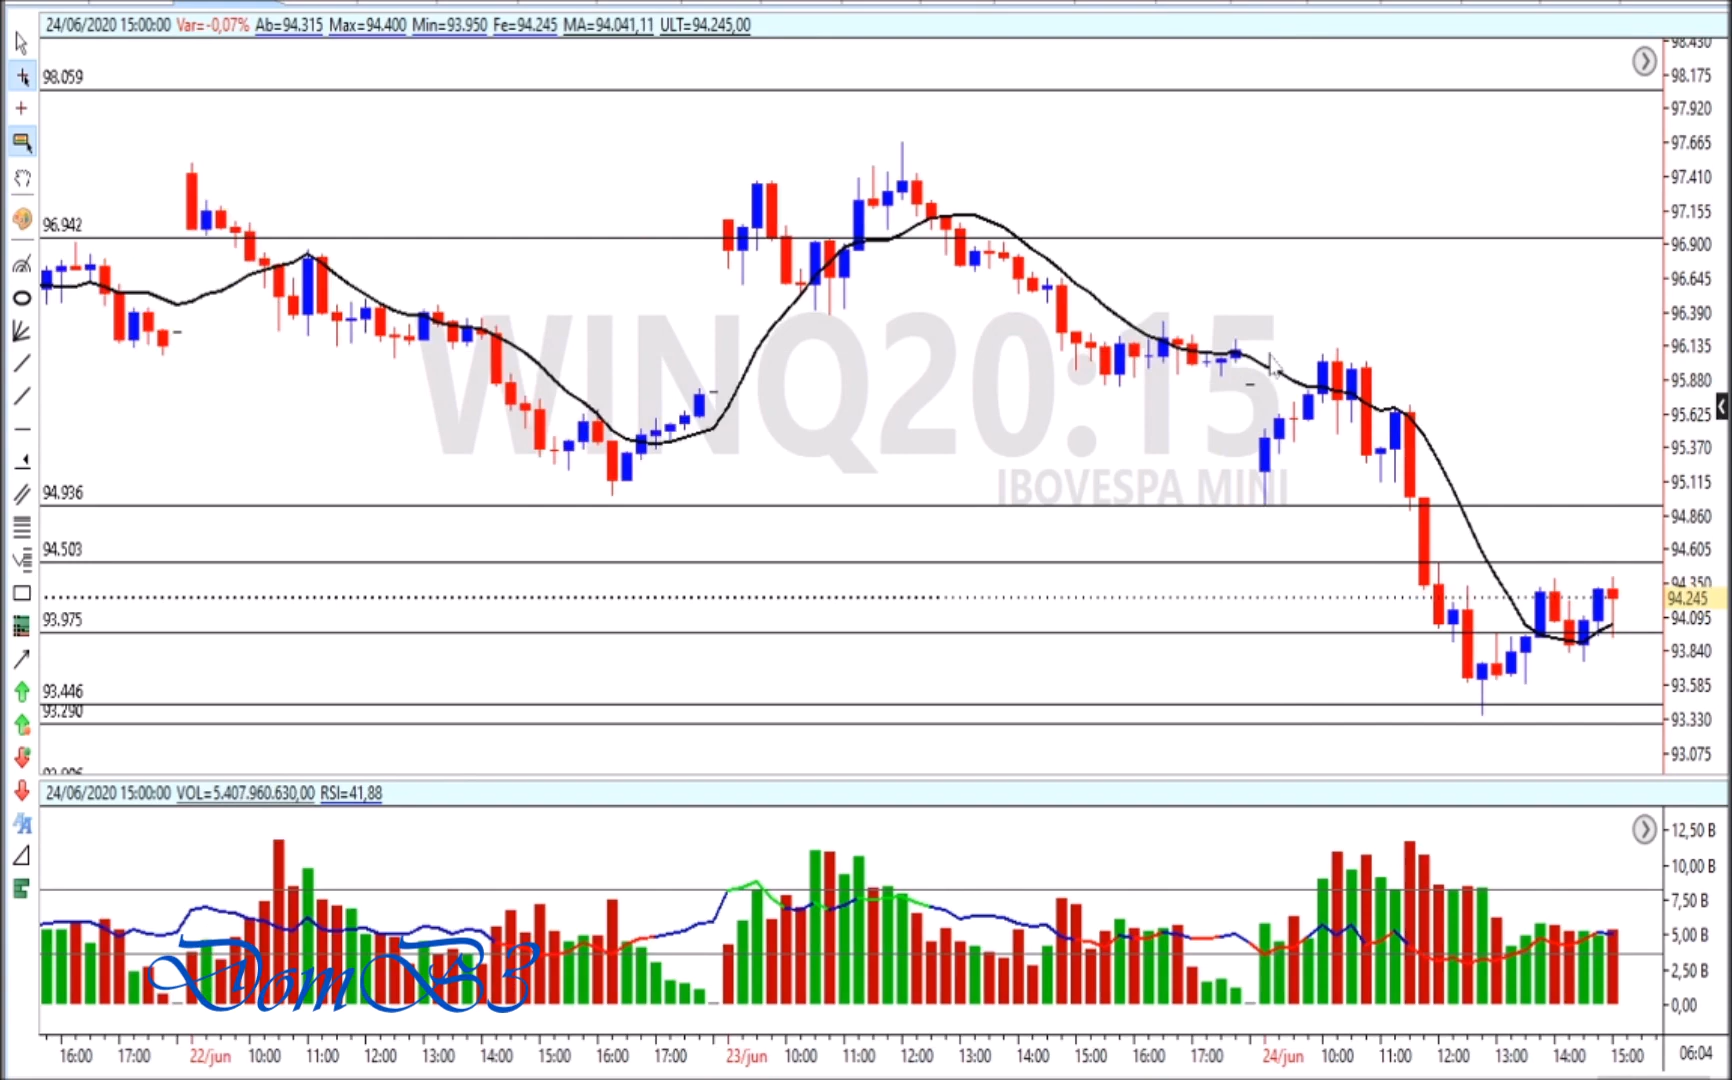 24/06/2020 15:00:00 Var=-0,07% Ab=94.315 Max=94.400 Min=93.950 Fe=94.245 MA=94.041,11 ULT=94.245,00
98.430
98.059
98.175
97.920
97.665
97.410
97.155
96.942
96.900
96.645
96.390
96.135
95.880
95.625
95.370
95.115
WINQ20:15
IBOVESPA MINI
94.936
94.860
94.605
94.503
94.350
94.245
94.095
93.975
93.840
93.585
93.446
93.290
93.330
93.075
24/06/2020 15:00:00 VOL=5.407.960.630,00 RSI=41,88
12,50 B
10,00 B
7,50 B
5,00 B
2,50 B
0,00
DomB3
16:00 17:00 22/jun 10:00 11:00 12:00 13:00 14:00 15:00 16:00 17:00 23/jun 10:00 11:00 12:00 13:00 14:00 15:00 16:00 17:00 24/jun 10:00 11:00 12:00 13:00 14:00 15:00 06:04